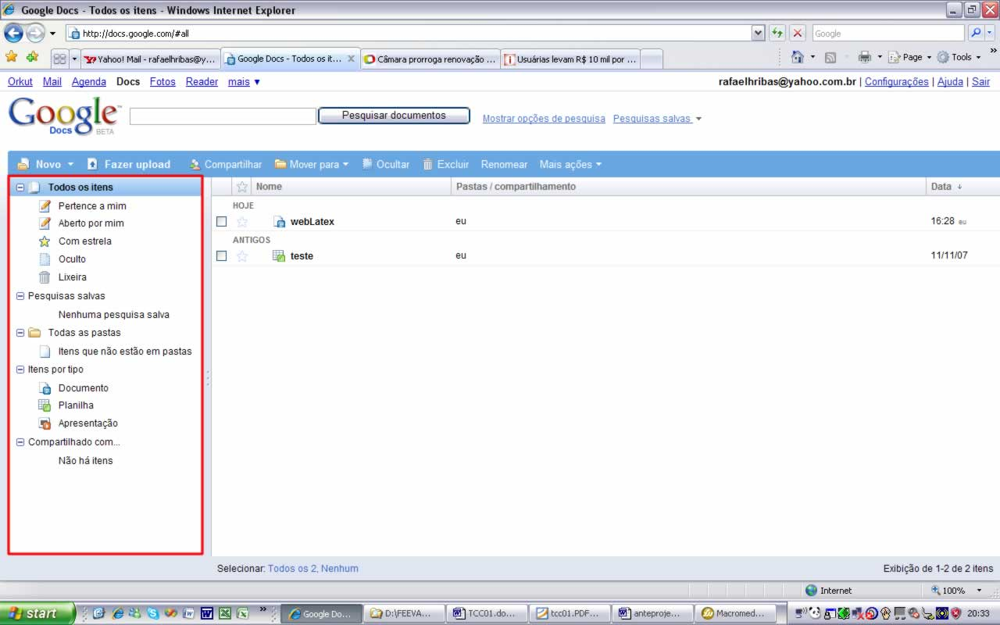 Google Docs - Todos os itens - Windows Internet Explorer
http://docs.google.com/#all
Google
Yahoo! Mail - rafaelhribas@y...
Google Docs - Todos os it...
Câmara prorroga renovação ...
Usuárias levam R$ 10 mil por ...
Page
Tools
Orkut Mail Agenda Docs Fotos Reader mais
rafaelhribas@yahoo.com.br | Configurações | Ajuda | Sair
Google Docs BETA
Pesquisar documentos
Mostrar opções de pesquisa
Pesquisas salvas
Novo Fazer upload Compartilhar Mover para Ocultar Excluir Renomear Mais ações
Todos os itens
Pertence a mim
Aberto por mim
Com estrela
Oculto
Lixeira
Pesquisas salvas
Nenhuma pesquisa salva
Todas as pastas
Itens que não estão em pastas
Itens por tipo
Documento
Planilha
Apresentação
Compartilhado com...
Não há itens
Nome Pastas / compartilhamento Data
HOJE
webLatex eu 16:28 eu
ANTIGOS
teste eu 11/11/07
Selecionar: Todos os 2, Nenhum
Exibição de 1-2 de 2 itens
Internet
100%
start
Google Do...
D:\FEEVA...
TCC01.do...
tcc01.PDF...
anteproje...
Macromed...
20:33